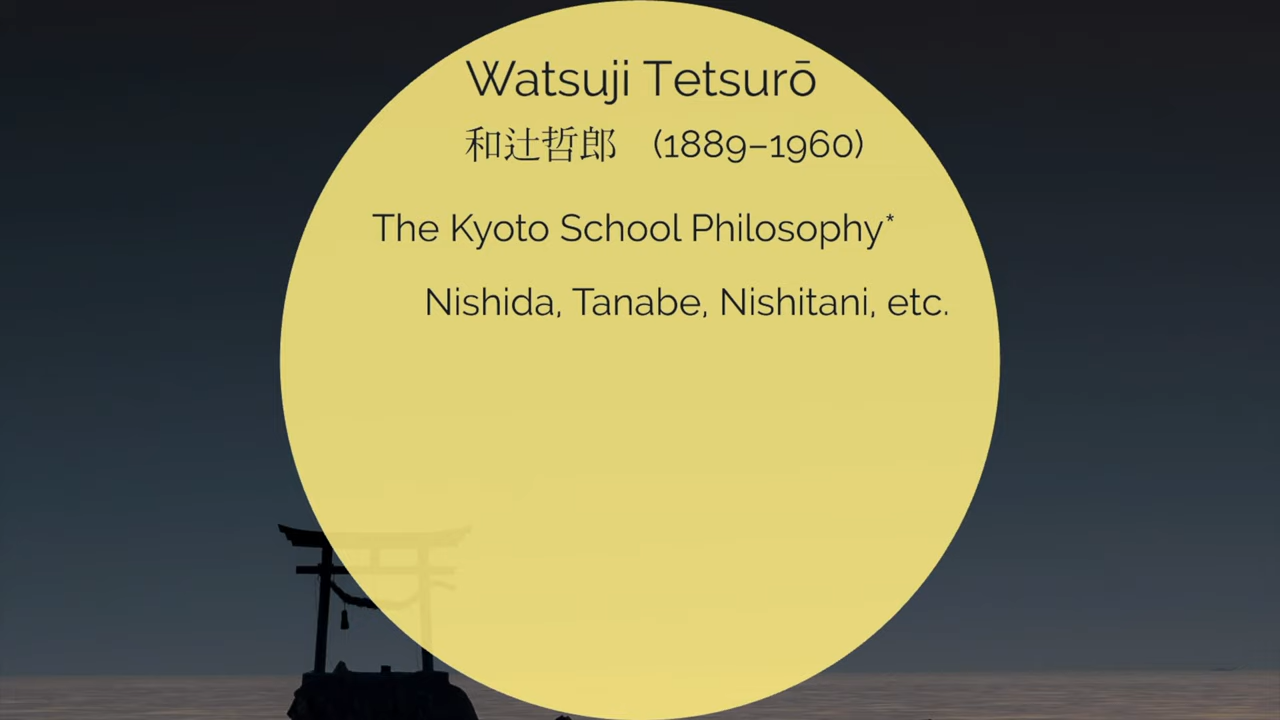 Watsuji Tetsurō
和辻哲郎 (1889–1960)
The Kyoto School Philosophy*
Nishida, Tanabe, Nishitani, etc.